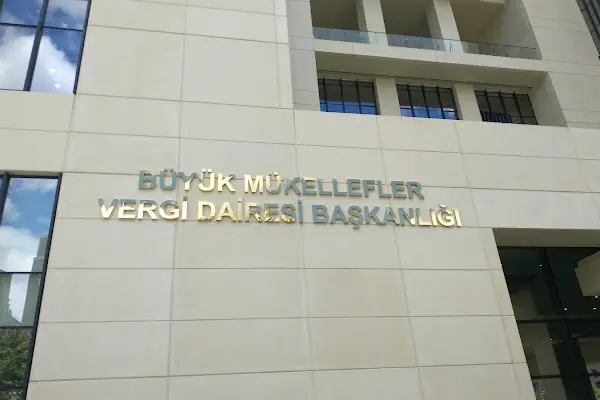 BÜYÜK MÜKELLEFLER
VERGİ DAİRESİ BAŞKANLIĞI